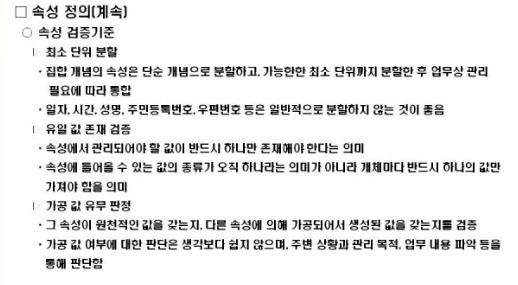 □ 속성 정의(계속)
○ 속성 검증기준
▷ 최소 단위 분할
· 집합 개념의 속성은 단순 개념으로 분할하고, 가능한한 최소 단위까지 분할한 후 업무상 관리
필요에 따라 통합
· 일자, 시간, 성명, 주민등록번호, 우편번호 등은 일반적으로 분할하지 않는 것이 좋음
▷ 유일 값 존재 검증
· 속성에서 관리되어야 할 값이 반드시 하나만 존재해야 한다는 의미
· 속성에 들어올 수 있는 값의 종류가 오직 하나라는 의미가 아니라 개체마다 반드시 하나의 값만
가져야 함을 의미
▷ 가공 값 유무 판정
· 그 속성이 원천적인 값을 갖는지, 다른 속성에 의해 가공되어서 생성된 값을 갖는지를 검증
· 가공 값 여부에 대한 판단은 생각보다 쉽지 않으며, 주변 상황과 관리 목적, 업무 내용 파악 등을
통해 판단함